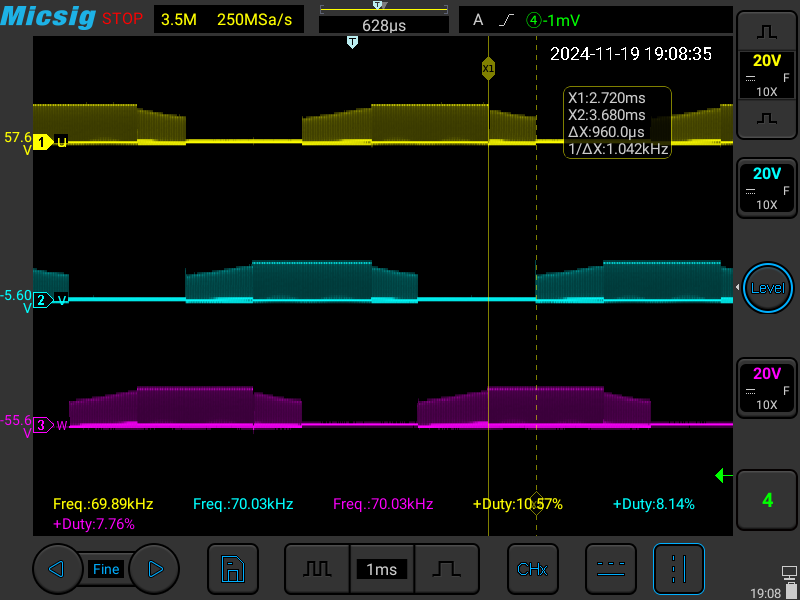 Micsig STOP 3.5M 250MSa/s 628µs A 4 -1mV
T
T
2024-11-19 19:08:35
X1
X1:2.720ms
X2:3.680ms
ΔX:960.0µs
1/ΔX:1.042kHz
57.6
V
1 U
-5.60
V
2 V
-55.6
V
3 W
20V
F
10X
20V
F
10X
Level
20V
F
10X
4
Freq.:69.89kHz Freq.:70.03kHz Freq.:70.03kHz +Duty:10.57% +Duty:8.14%
+Duty:7.76%
Fine 1ms CHx
19:08